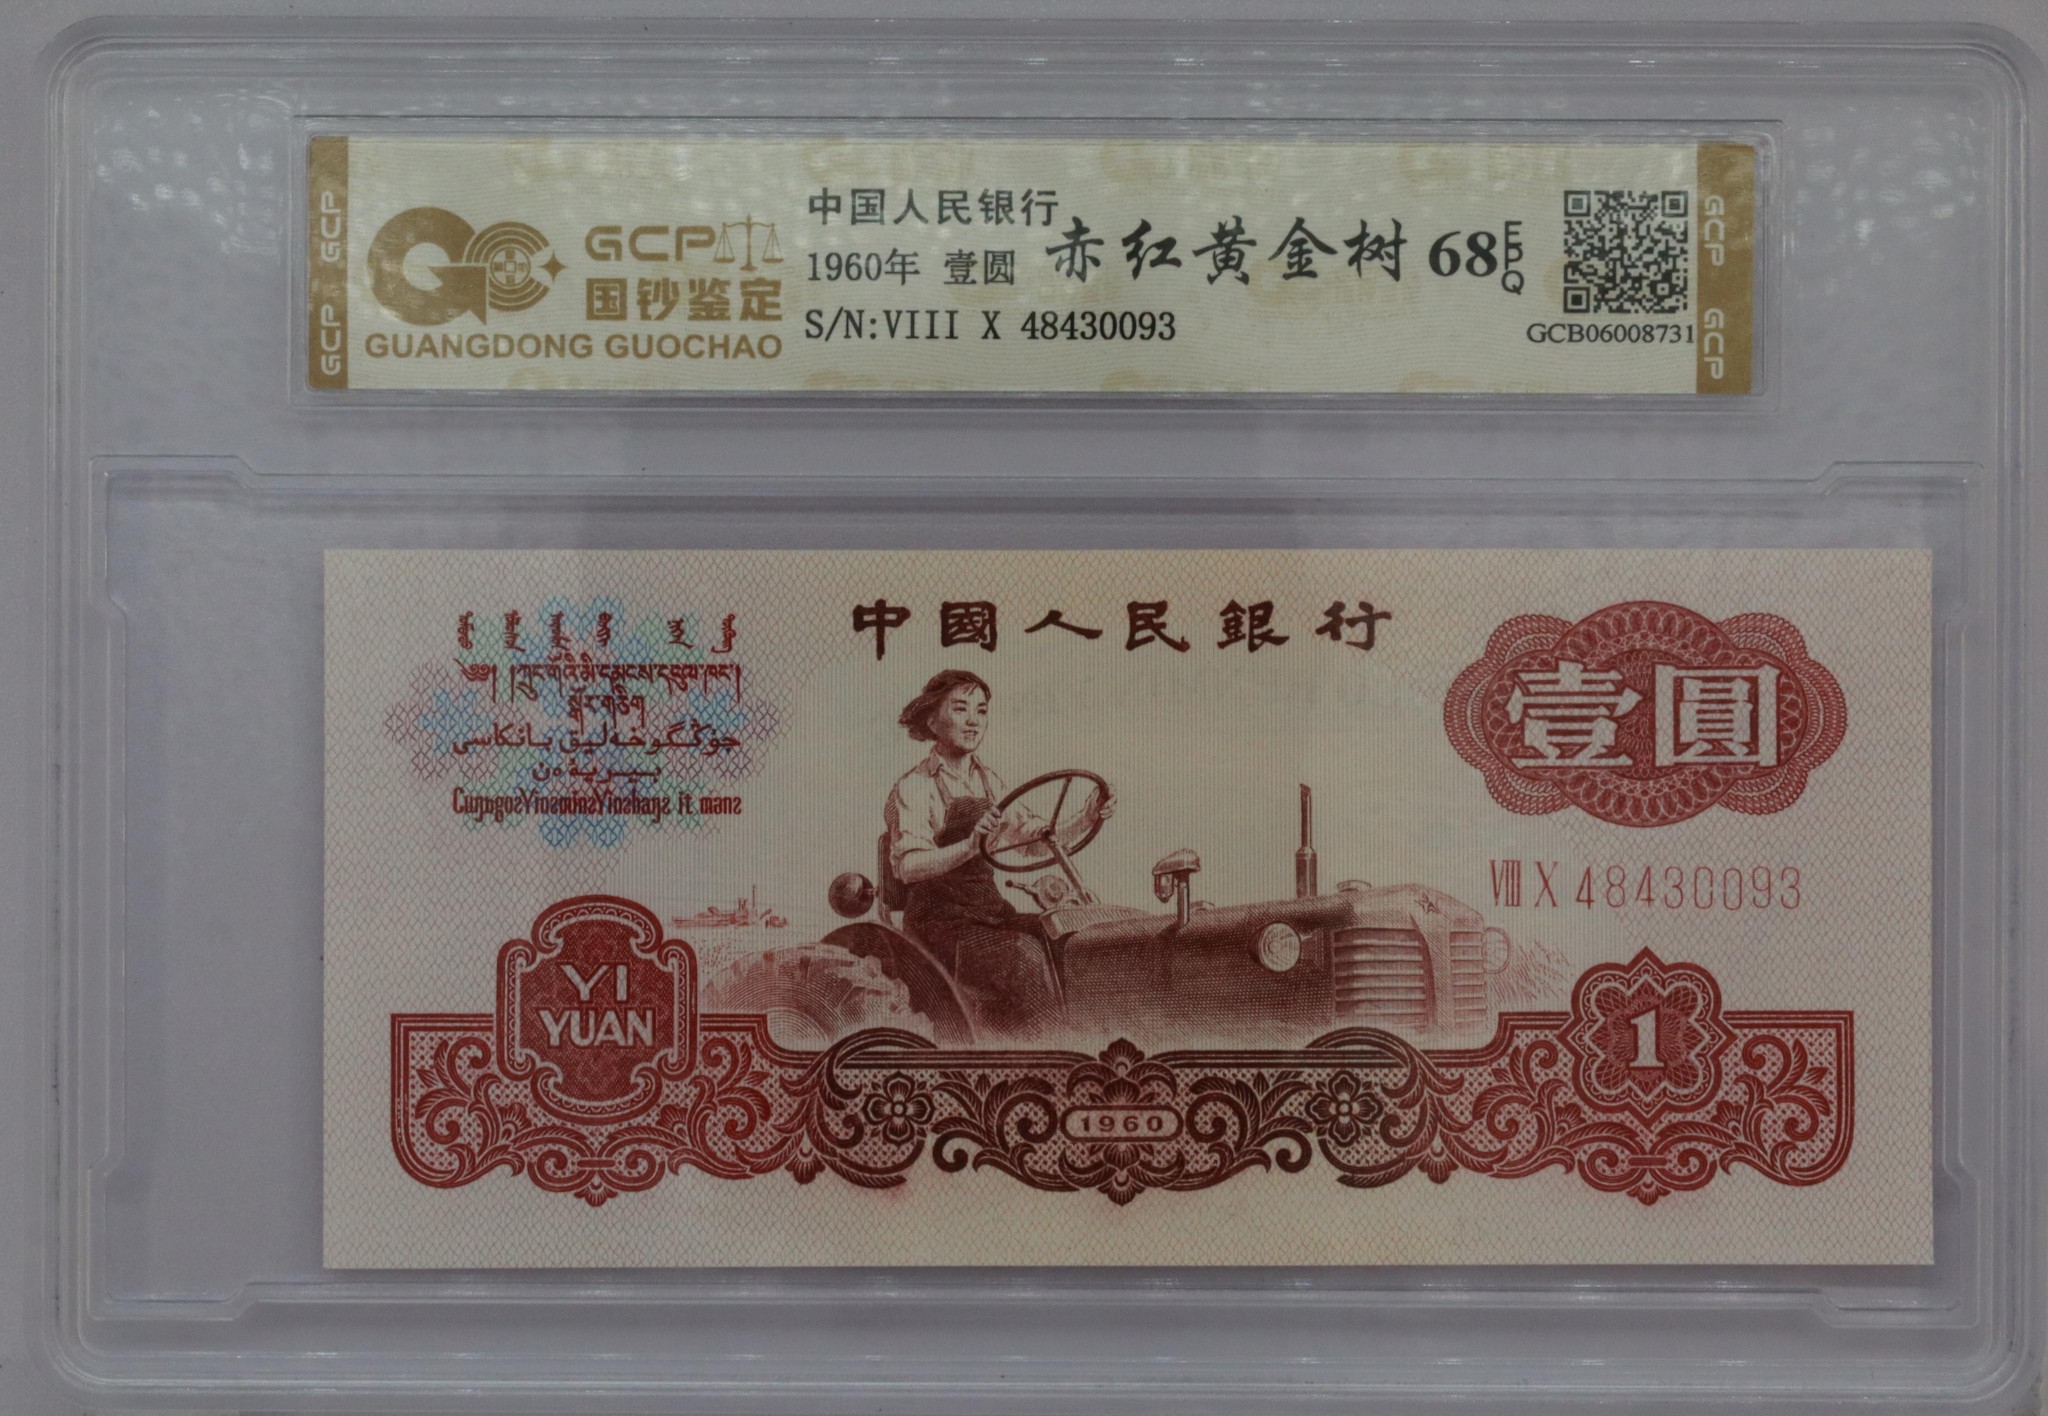 GCP GCP
GCP
国钞鉴定
GUANGDONG GUOCHAO
中国人民银行
1960年 壹圆
S/N:VIII X 48430093
赤红黄金树 68 EPQ
GCB06008731
GCP GCP
中國人民銀行
壹圓
VIII X 48430093
YI
YUAN
1
1960